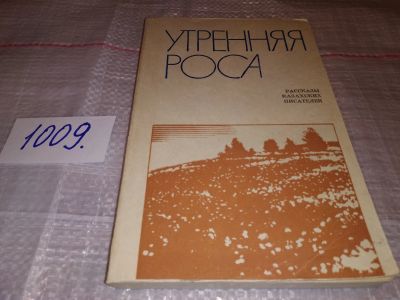 УТРЕННЯЯ
РОСА
РАССКАЗЫ
КАЗАХСКИХ
ПИСАТЕЛЕЙ
1009.